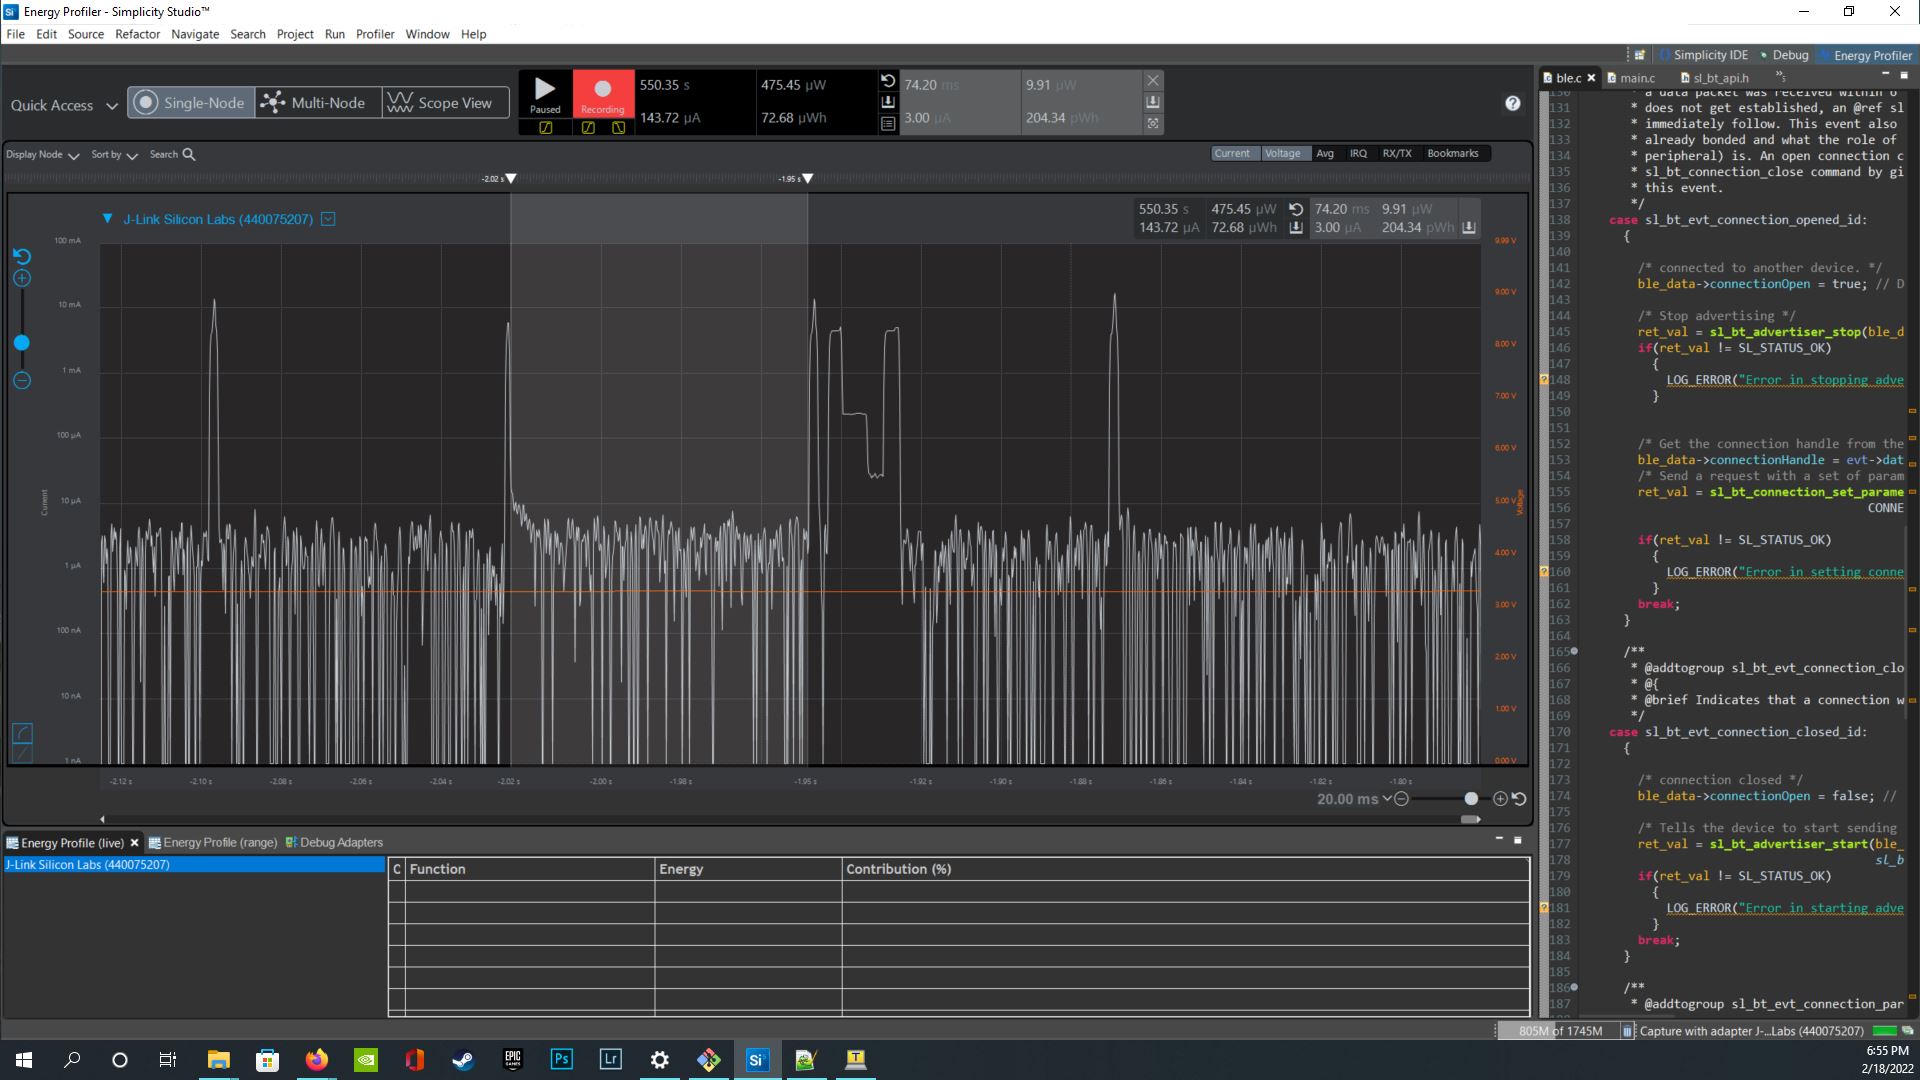 Energy Profiler - Simplicity Studio™
File Edit Source Refactor Navigate Search Project Run Profiler Window Help
Simplicity IDE Debug Energy Profiler
Quick Access Single-Node Multi-Node Scope View
Paused Recording
550.35 s 475.45 µW 74.20 ms 9.91 µW
143.72 µA 72.68 µWh 3.00 µA 204.34 pWh
Display Node Sort by Search
Current Voltage Avg IRQ RX/TX Bookmarks
-2.02 s -1.95 s
J-Link Silicon Labs (440075207)
550.35 s 475.45 µW 74.20 ms 9.91 µW
143.72 µA 72.68 µWh 3.00 µA 204.34 pWh
100 mA
10 mA
1 mA
100 µA
10 µA
1 µA
100 nA
10 nA
1 nA
Current
9.99 V
9.00 V
8.00 V
7.00 V
6.00 V
5.00 V
4.00 V
3.00 V
2.00 V
1.00 V
0.00 V
Voltage
-2.12 s -2.10 s -2.08 s -2.06 s -2.04 s -2.02 s -2.00 s -1.98 s -1.95 s -1.92 s -1.90 s -1.88 s -1.86 s -1.84 s -1.82 s -1.80 s
20.00 ms
Energy Profile (live) Energy Profile (range) Debug Adapters
J-Link Silicon Labs (440075207)
C Function Energy Contribution (%)
ble.c main.c sl_bt_api.h
130 * a data packet was received within 6
131 * does not get established, an @ref sl
132 * immediately follow. This event also
133 * already bonded and what the role of
134 * peripheral) is. An open connection c
135 * sl_bt_connection_close command by gi
136 * this event.
137 */
138 case sl_bt_evt_connection_opened_id:
139 {
140
141 /* connected to another device. */
142 ble_data->connectionOpen = true; // D
143
144 /* Stop advertising */
145 ret_val = sl_bt_advertiser_stop(ble_d
146 if(ret_val != SL_STATUS_OK)
147 {
148 LOG_ERROR("Error in stopping adve
149 }
150
151
152 /* Get the connection handle from the
153 ble_data->connectionHandle = evt->dat
154 /* Send a request with a set of param
155 ret_val = sl_bt_connection_set_parame
156 CONNE
157
158 if(ret_val != SL_STATUS_OK)
159 {
160 LOG_ERROR("Error in setting conne
161 }
162 break;
163 }
164
165 /**
166 * @addtogroup sl_bt_evt_connection_clo
167 * @{
168 * @brief Indicates that a connection w
169 */
170 case sl_bt_evt_connection_closed_id:
171 {
172
173 /* connection closed */
174 ble_data->connectionOpen = false; //
175
176 /* Tells the device to start sending
177 ret_val = sl_bt_advertiser_start(ble_
178 sl_b
179 if(ret_val != SL_STATUS_OK)
180 {
181 LOG_ERROR("Error in starting adve
182 }
183 break;
184 }
185
186 /**
187 * @addtogroup sl_bt_evt_connection_par
805M of 1745M Capture with adapter J-...Labs (440075207)
6:55 PM
2/18/2022